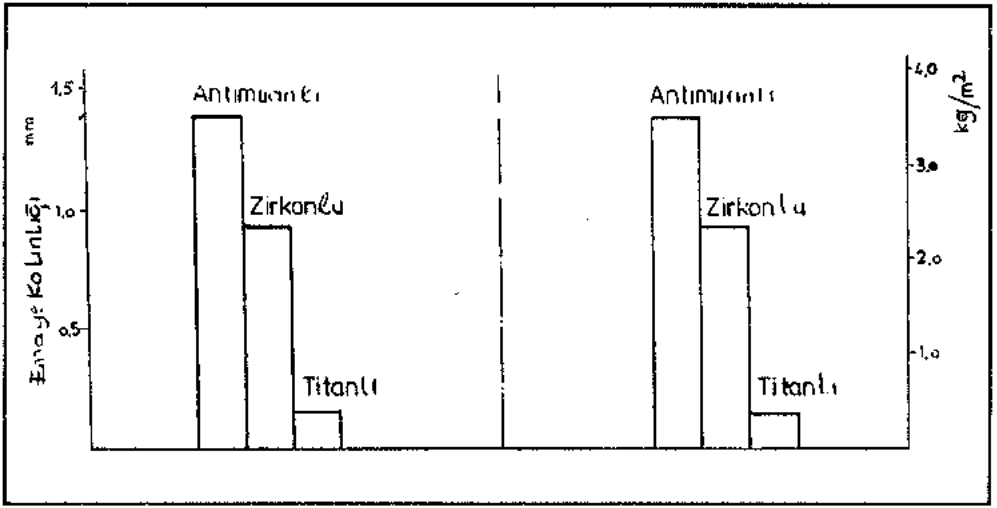 Emaye Kalınlığı mm
1,5
1,0
0,5
Antimuanlı
Zirkonlu
Titanlı
Antimuanlı
Zirkonlu
Titanlı
4,0
3,0
2,0
1,0
kg/m²